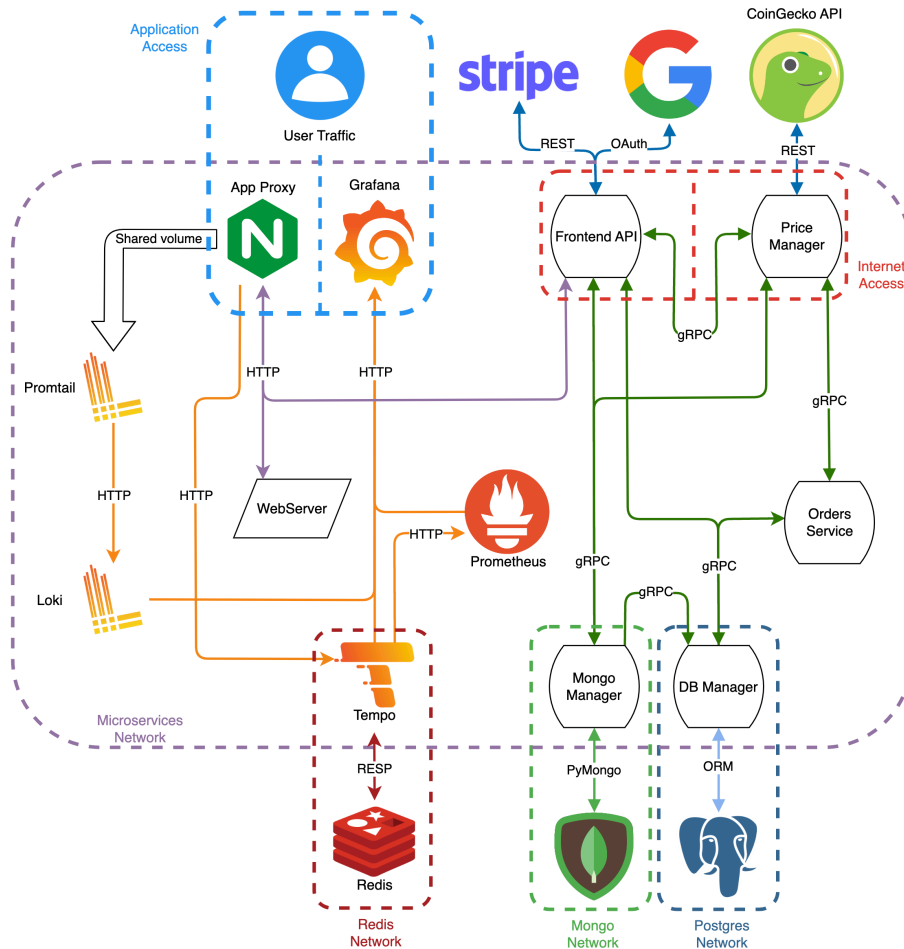 CoinGecko API
Application
Access
stripe
User Traffic
REST
OAuth
REST
App Proxy
Grafana
N
Shared volume
Frontend API
Price
Manager
Internet
Access
gRPC
HTTP
HTTP
Promtail
gRPC
HTTP
HTTP
WebServer
Orders
Service
HTTP
Prometheus
gRPC
gRPC
Loki
gRPC
Mongo
Manager
DB Manager
Tempo
Microservices
Network
RESP
PyMongo
ORM
Redis
Redis
Network
Mongo
Network
Postgres
Network